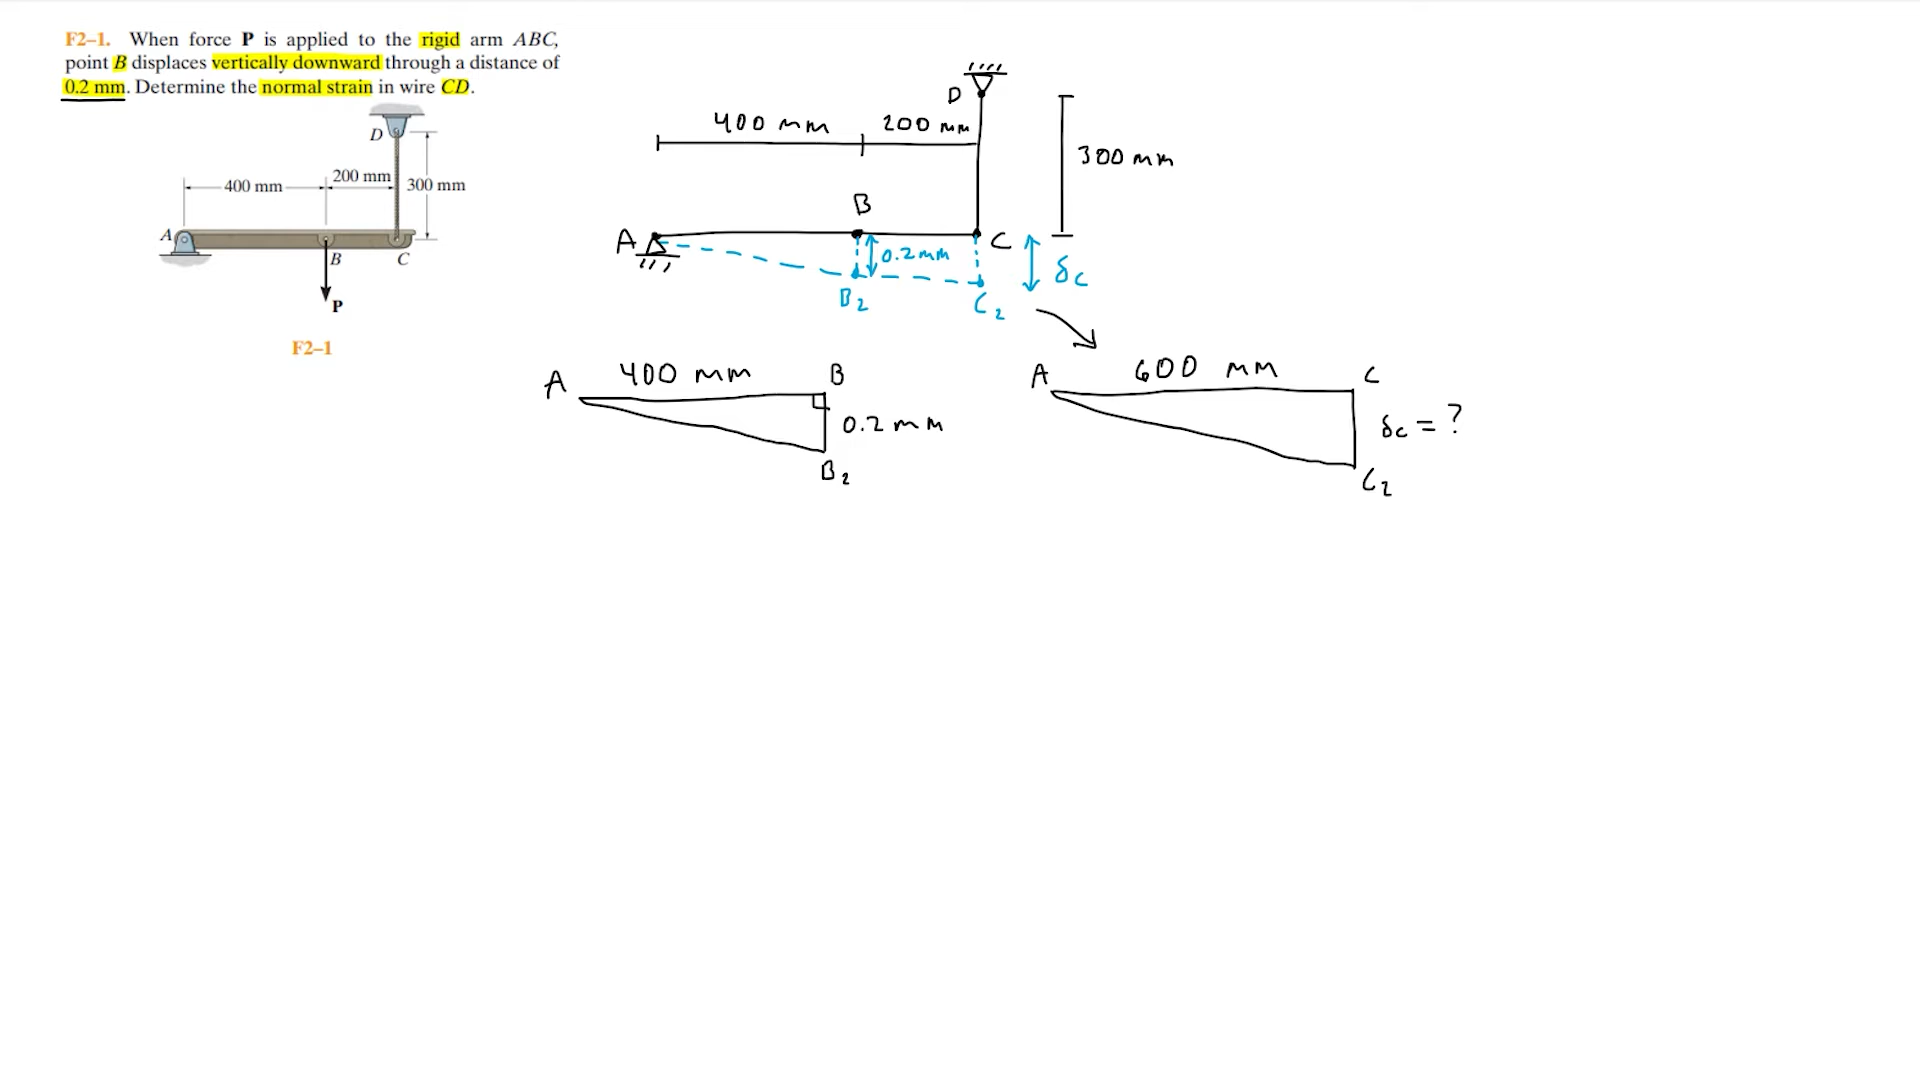 F2–1. When force P is applied to the rigid arm ABC,
point B displaces vertically downward through a distance of
0.2 mm. Determine the normal strain in wire CD.
D
400 mm
200 mm
300 mm
A
B
C
P
F2–1
D
400 mm
200 mm
300 mm
B
A
C
0.2 mm
δc
B2
C2
A
400 mm
B
0.2 mm
B2
A
600 mm
C
δc = ?
C2